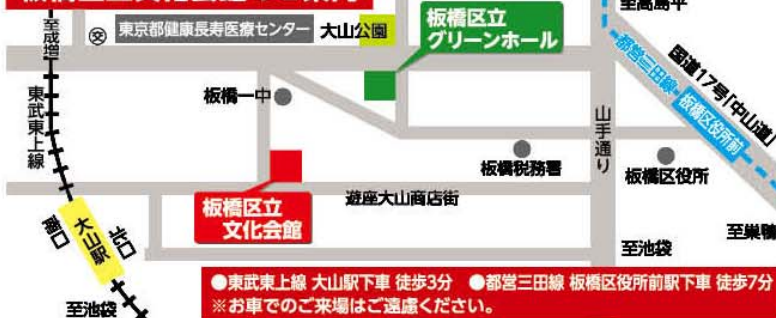 至成増
東京都健康長寿医療センター
大山公園
板橋区立
グリーンホール
至高島平
都営三田線
国道17号「中山道」
板橋区役所前
東武東上線
板橋一中
山手通り
板橋税務署
板橋区役所
板橋区立
文化会館
遊座大山商店街
大山駅
北口
至池袋
至池袋
至巣鴨
●東武東上線 大山駅下車 徒歩3分 ●都営三田線 板橋区役所前駅下車 徒歩7分
※お車でのご来場はご遠慮ください。